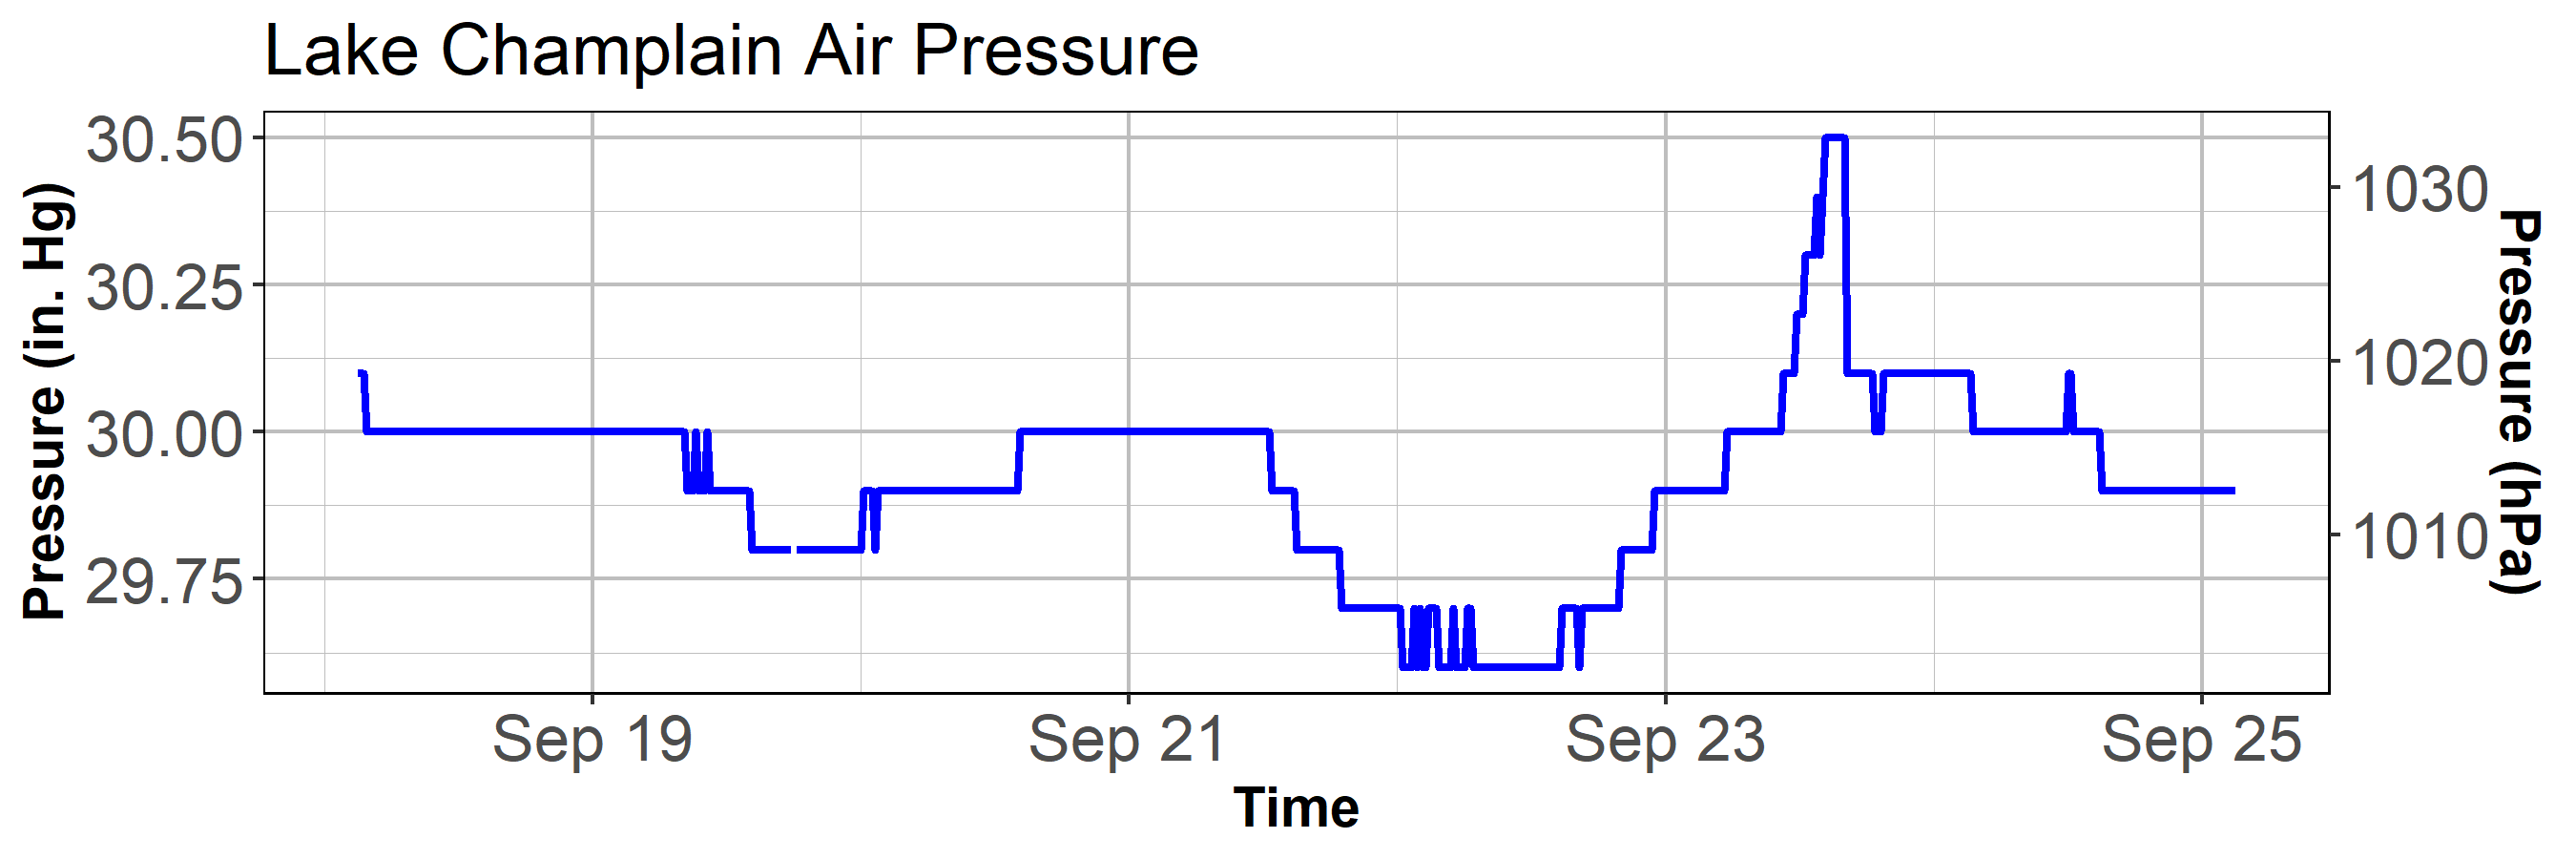 Lake Champlain Air Pressure
Pressure (in. Hg)
30.50
30.25
30.00
29.75
1030
1020
1010
Pressure (hPa)
Sep 19 Sep 21 Sep 23 Sep 25
Time